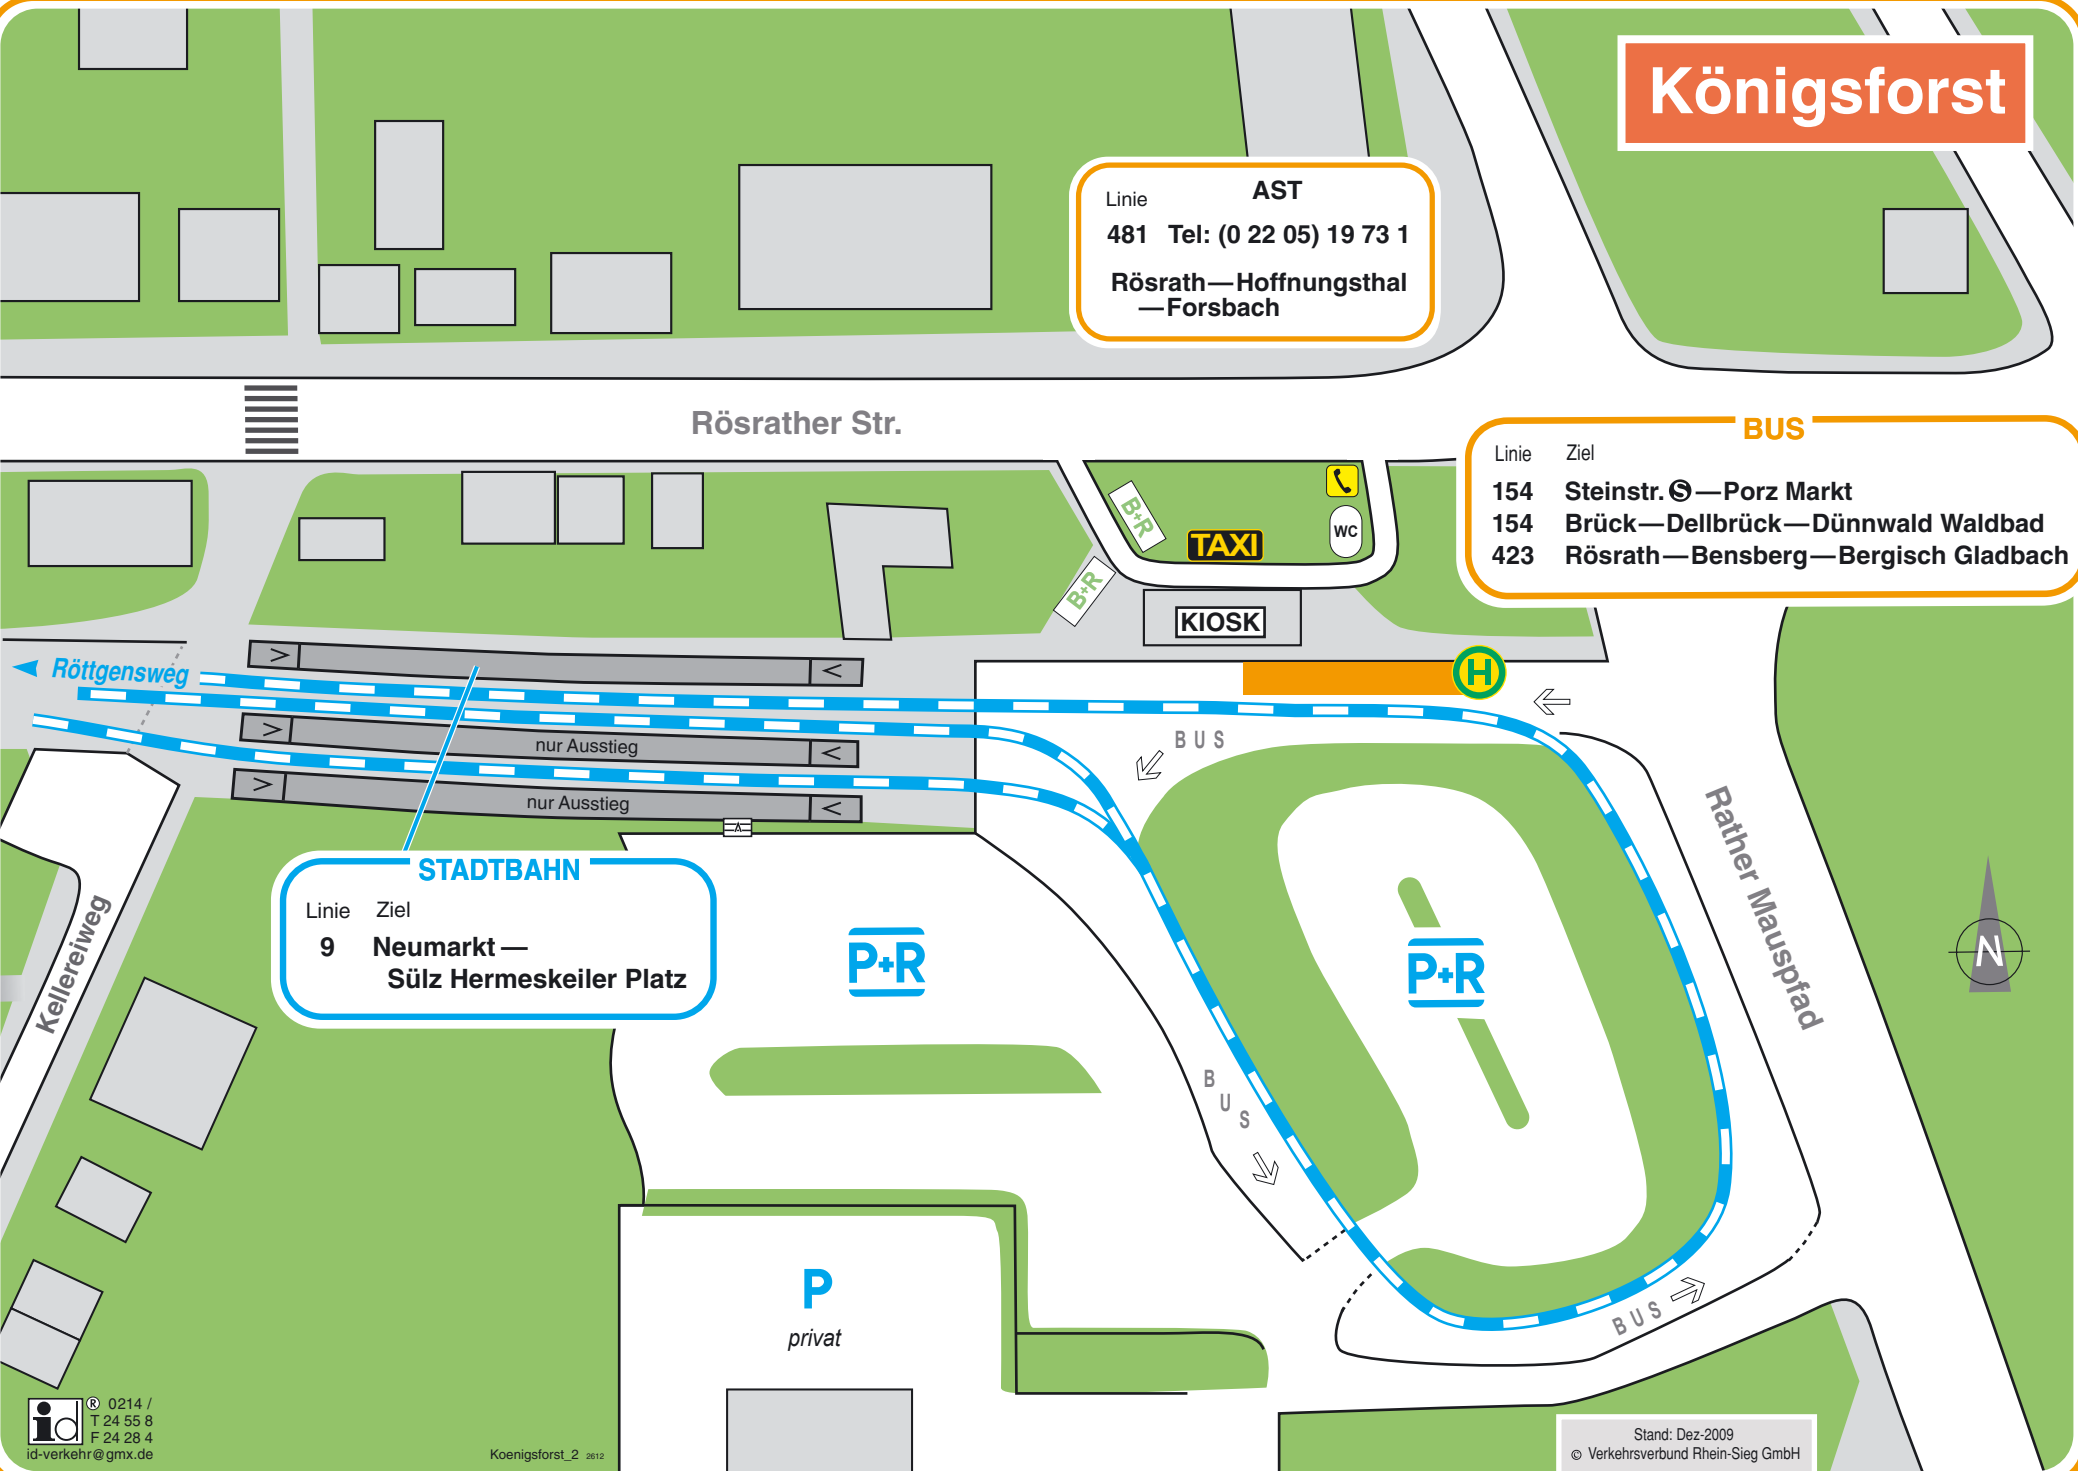 Königsforst
Linie AST
481 Tel: (0 22 05) 19 73 1
Rösrath—Hoffnungsthal
—Forsbach
Rösrather Str.
BUS
Linie Ziel
154 Steinstr. S—Porz Markt
154 Brück—Dellbrück—Dünnwald Waldbad
423 Rösrath—Bensberg—Bergisch Gladbach
B+R
TAXI
WC
B+R
KIOSK
H
Röttgensweg
BUS
nur Ausstieg
nur Ausstieg
STADTBAHN
Linie Ziel
9 Neumarkt—
Sülz Hermeskeiler Platz
Kellereiweg
P+R
P+R
Rather Mauspfad
N
BUS
BUS
P
privat
id ® 0214 /
T 24 55 8
F 24 28 4
id-verkehr@gmx.de
Koenigsforst_2 2612
Stand: Dez-2009
© Verkehrsverbund Rhein-Sieg GmbH